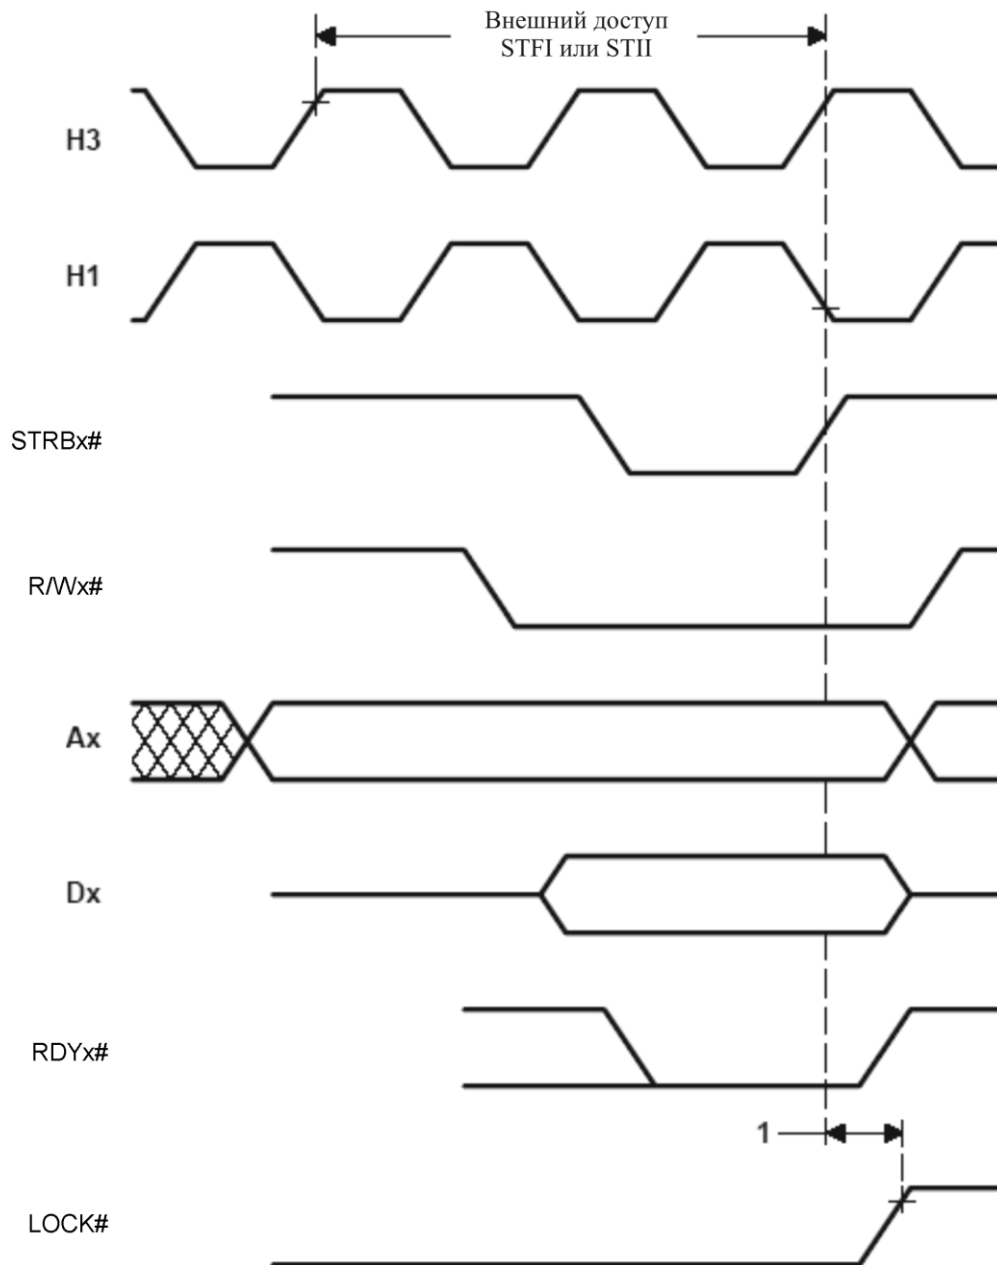 Внешний доступ
STFI или STII
H3
H1
STRBx#
R/Wx#
Ax
Dx
RDYx#
1
LOCK#